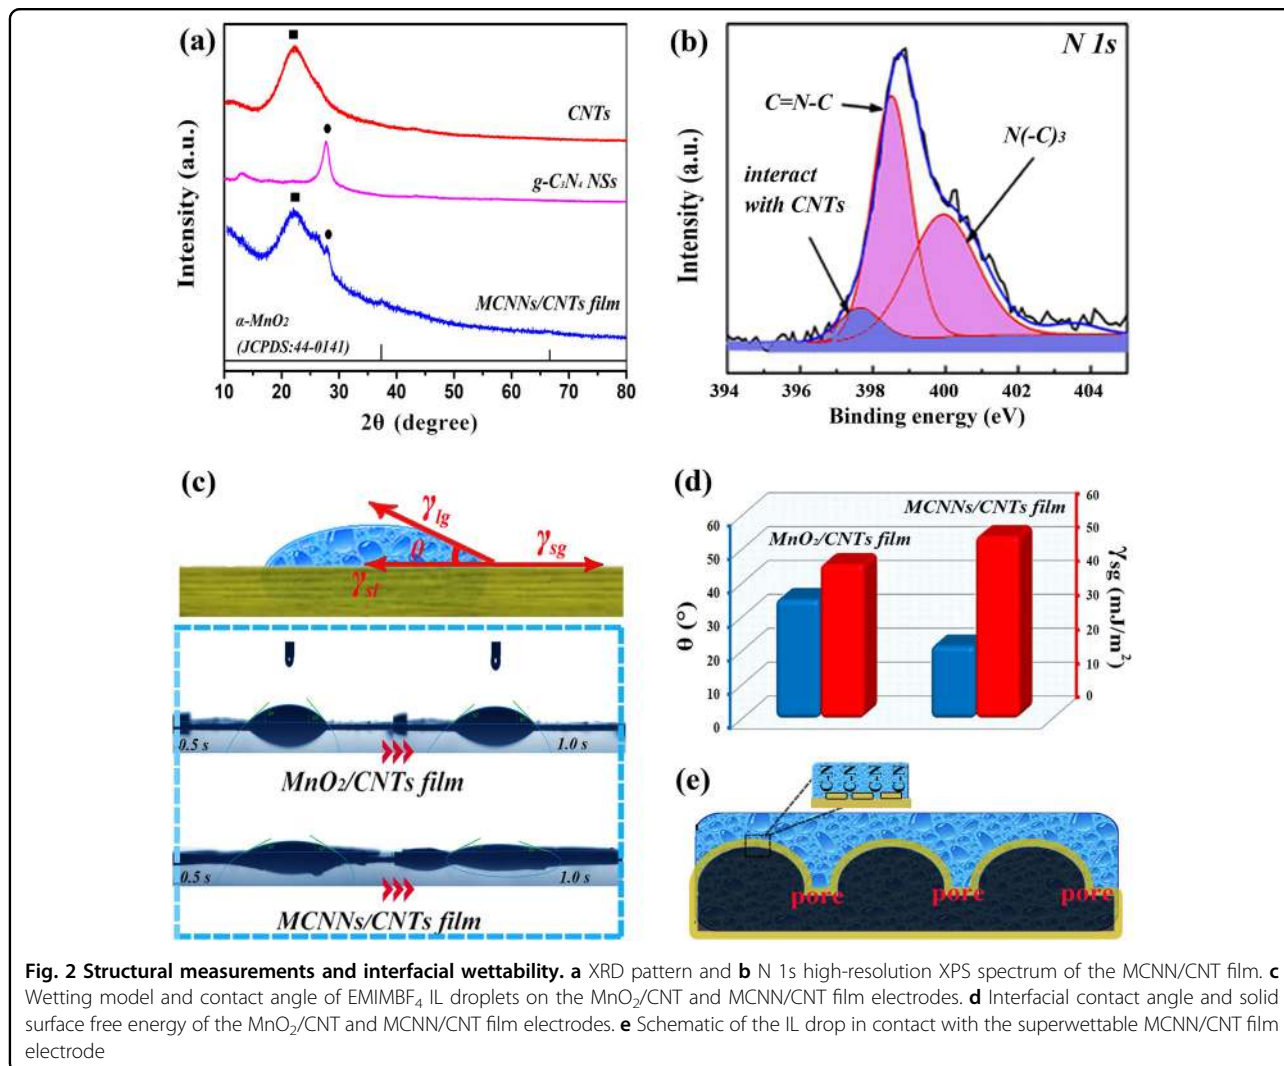 (a)
CNTs
g-C₃N₄ NSs
MCNNs/CNTs film
α-MnO₂
(JCPDS:44-0141)
Intensity (a.u.)
10 20 30 40 50 60 70 80
2θ (degree)
(b)
N 1s
C=N-C
N(-C)₃
interact
with CNTs
Intensity (a.u.)
394 396 398 400 402 404
Binding energy (eV)
(c)
γlg
θ
γsg
γsl
0.5 s
1.0 s
MnO₂/CNTs film
0.5 s
1.0 s
MCNNs/CNTs film
(d)
MCNNs/CNTs film
MnO₂/CNTs film
θ (°)
60
50
40
30
20
10
0
γsg (mJ/m²)
60
50
40
30
20
10
0
(e)
C-N C-N C-N C-N
pore pore pore
Fig. 2 Structural measurements and interfacial wettability. a XRD pattern and b N 1s high-resolution XPS spectrum of the MCNN/CNT film. c
Wetting model and contact angle of EMIMBF₄ IL droplets on the MnO₂/CNT and MCNN/CNT film electrodes. d Interfacial contact angle and solid
surface free energy of the MnO₂/CNT and MCNN/CNT film electrodes. e Schematic of the IL drop in contact with the superwettable MCNN/CNT film
electrode